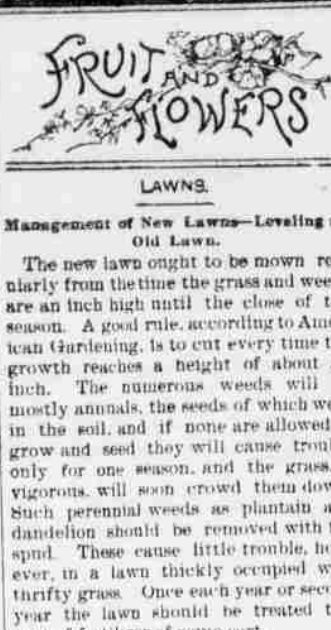 FRUIT
AND
FLOWERS
LAWNS.
Management of New Lawns—Leveling
Old Lawn.
The new lawn ought to be mown re
ularly from the time the grass and wee
are an inch high until the close of t
season. A good rule, according to Ame
ican Gardening, is to cut every time t
growth reaches a height of about
inch. The numerous weeds will
mostly annuals, the seeds of which we
in the soil, and if none are allowed
grow and seed they will cause trou
only for one season, and the grass,
vigorous, will soon crowd them dow
Such perennial weeds as plantain a
dandelion should be removed with t
spud. These cause little trouble, ho
ever, in a lawn thickly occupied w
thrifty grass. Once each year or seco
year the lawn should be treated t